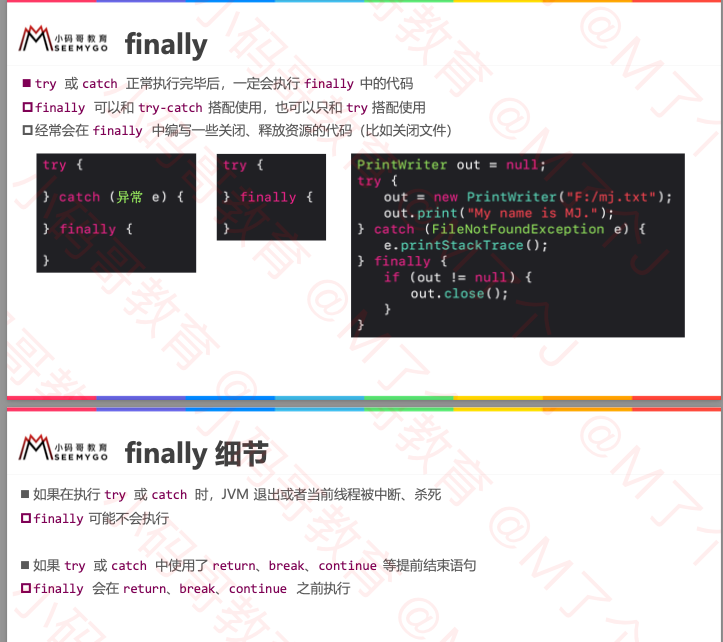 小码哥教育
SEEMYGO
finally
try 或 catch 正常执行完毕后，一定会执行 finally 中的代码
finally 可以和 try-catch 搭配使用，也可以只和 try 搭配使用
经常会在 finally 中编写一些关闭、释放资源的代码（比如关闭文件）
try {
} catch (异常 e) {
} finally {
}
try {
} finally {
}
PrintWriter out = null;
try {
out = new PrintWriter("F:/mj.txt");
out.print("My name is MJ.");
} catch (FileNotFoundException e) {
e.printStackTrace();
} finally {
if (out != null) {
out.close();
}
}
小码哥教育
SEEMYGO
finally 细节
如果在执行 try 或 catch 时，JVM 退出或者当前线程被中断、杀死
finally 可能不会执行
如果 try 或 catch 中使用了 return、break、continue 等提前结束语句
finally 会在 return、break、continue 之前执行
小码哥教育 @M了个J